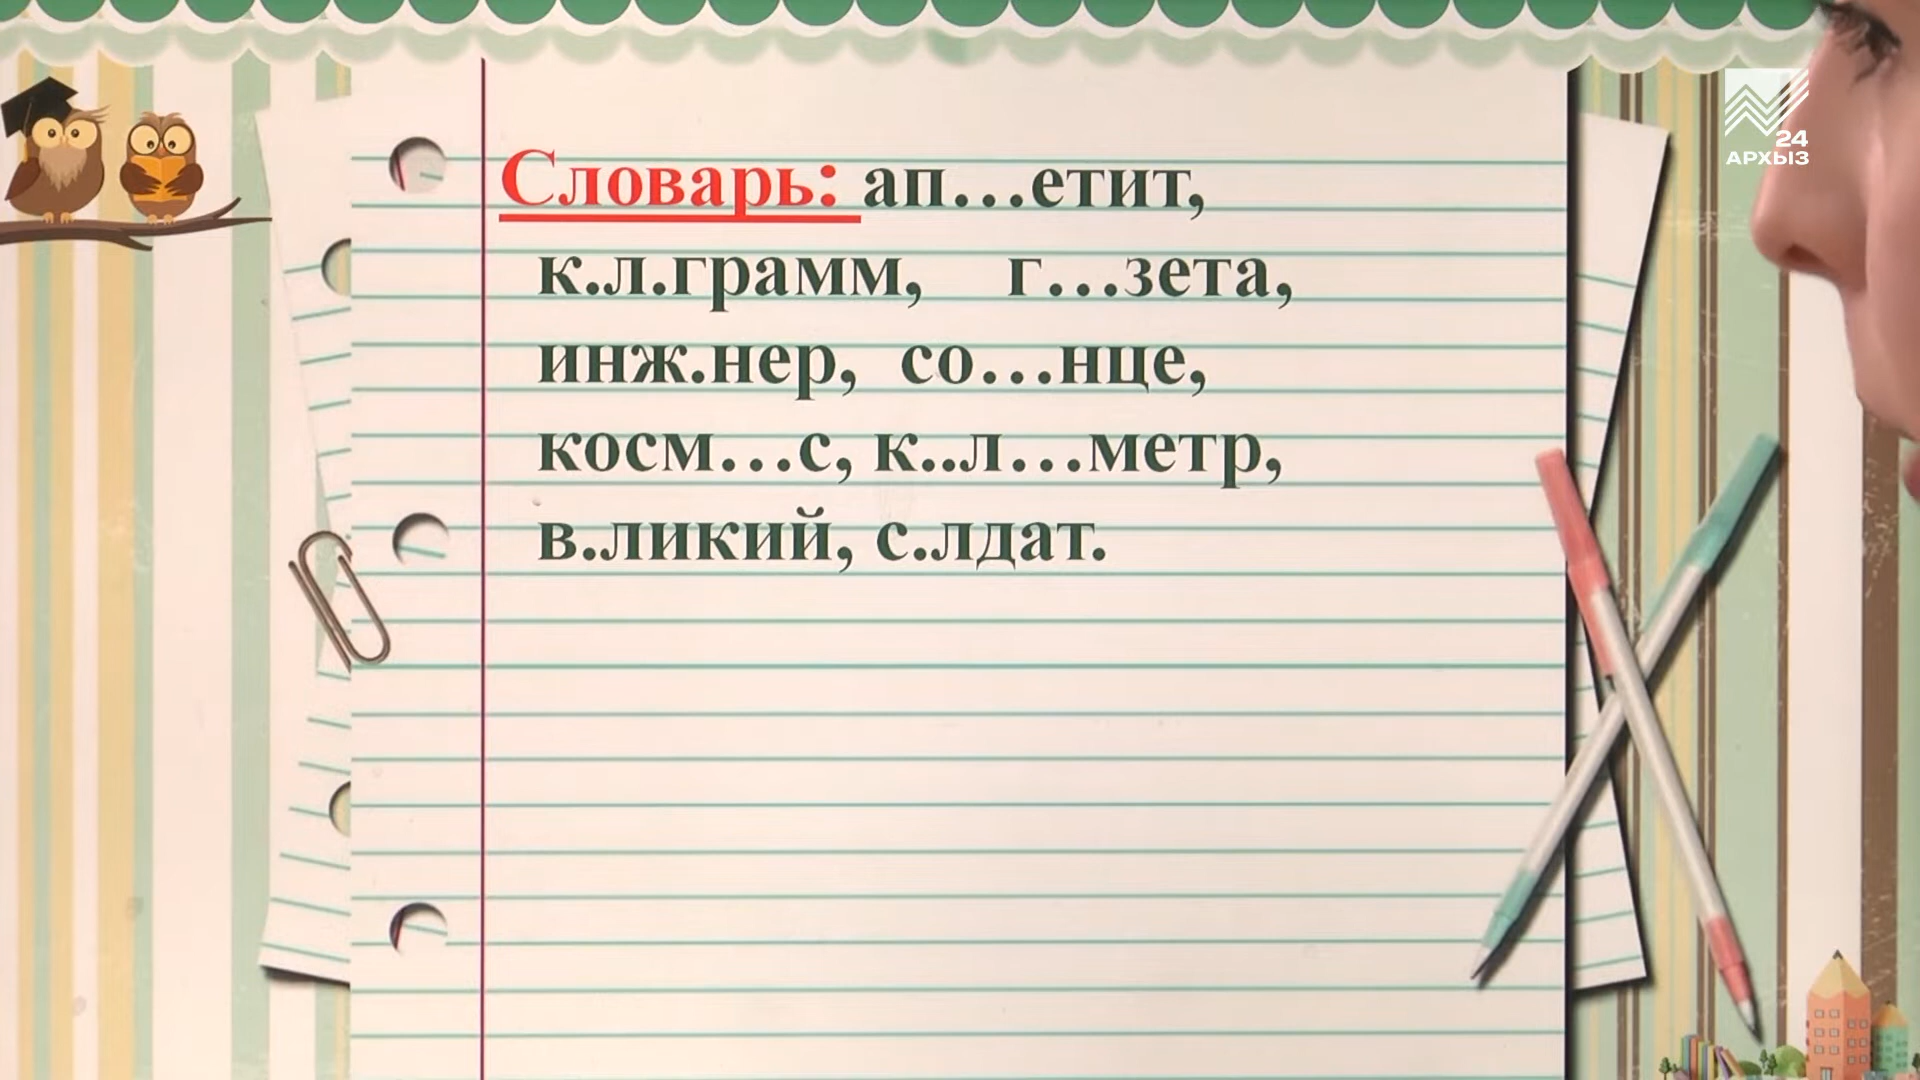 24
АРХЫЗ
Словарь: ап…етит,
к.л.грамм, г…зета,
инж.нер, со…нце,
косм…с, к..л…метр,
в.ликий, с.лдат.